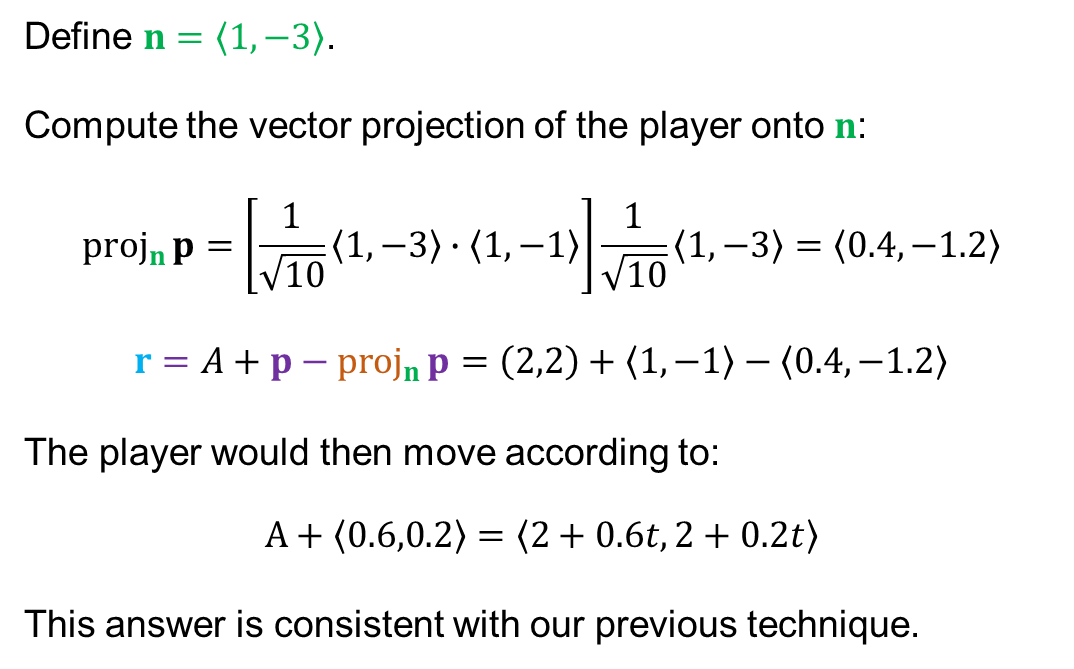 Define n = ⟨1, −3⟩.
Compute the vector projection of the player onto n:
projₙ p = [1/√10 ⟨1, −3⟩ · ⟨1, −1⟩] 1/√10 ⟨1, −3⟩ = ⟨0.4, −1.2⟩
r = A + p − projₙ p = (2,2) + ⟨1, −1⟩ − ⟨0.4, −1.2⟩
The player would then move according to:
A + ⟨0.6,0.2⟩ = ⟨2 + 0.6t, 2 + 0.2t⟩
This answer is consistent with our previous technique.